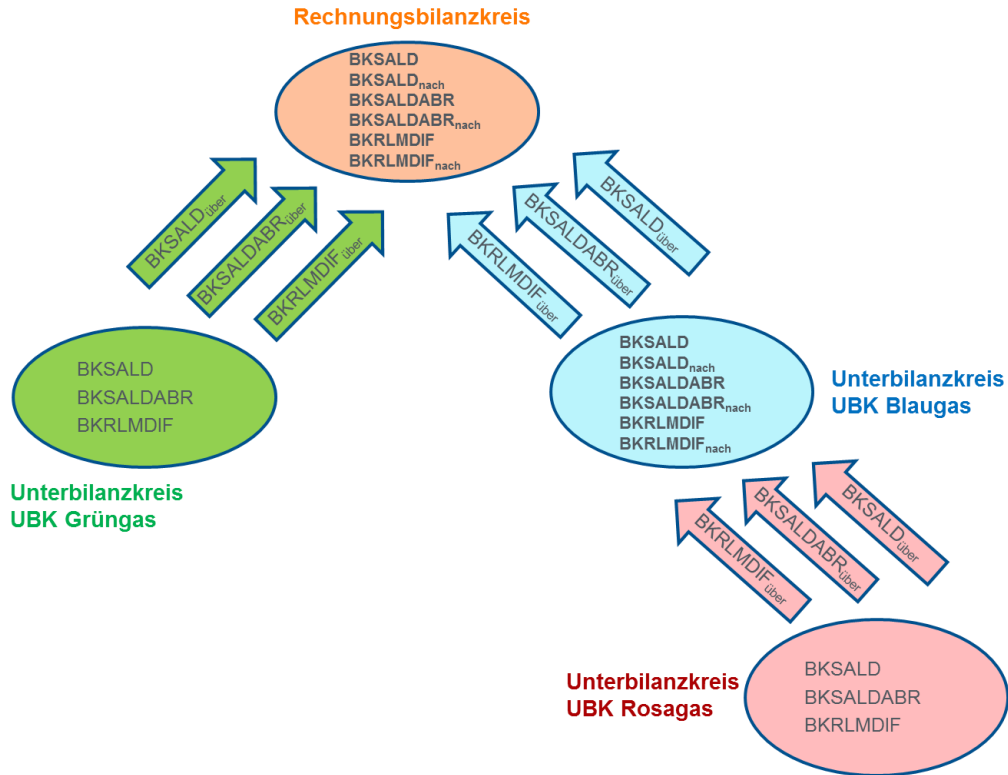 Rechnungsbilanzkreis
BKSALD
BKSALDnach
BKSALDABR
BKSALDABRnach
BKRLMDIF
BKRLMDIFnach
BKSALDüber
BKSALDABRüber
BKRLMDIFüber
BKRLMDIFüber
BKSALDABRüber
BKSALDüber
BKSALD
BKSALDABR
BKRLMDIF
Unterbilanzkreis
UBK Grüngas
BKSALD
BKSALDnach
BKSALDABR
BKSALDABRnach
BKRLMDIF
BKRLMDIFnach
Unterbilanzkreis
UBK Blaugas
BKRLMDIFüber
BKSALDABRüber
BKSALDüber
Unterbilanzkreis
UBK Rosagas
BKSALD
BKSALDABR
BKRLMDIF